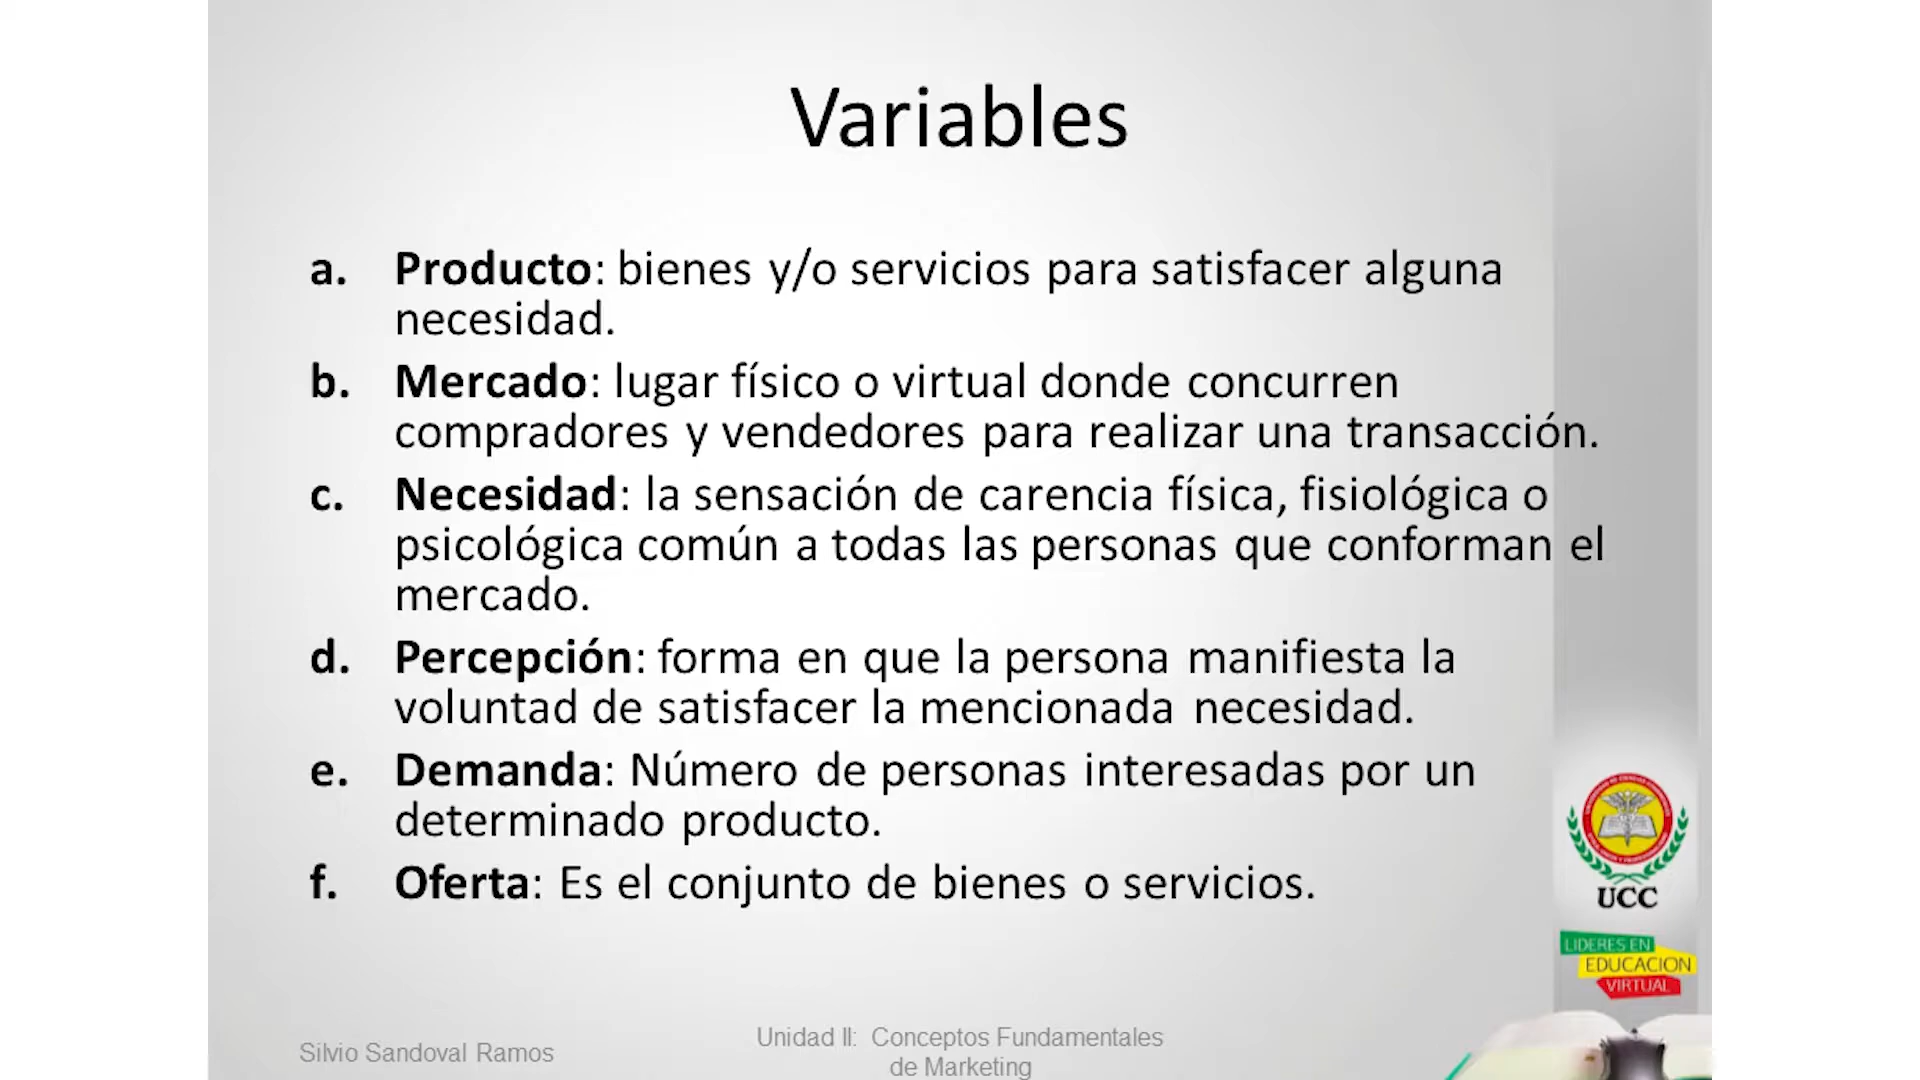 Variables
a. Producto: bienes y/o servicios para satisfacer alguna
necesidad.
b. Mercado: lugar físico o virtual donde concurren
compradores y vendedores para realizar una transacción.
c. Necesidad: la sensación de carencia física, fisiológica o
psicológica común a todas las personas que conforman el
mercado.
d. Percepción: forma en que la persona manifiesta la
voluntad de satisfacer la mencionada necesidad.
e. Demanda: Número de personas interesadas por un
determinado producto.
f. Oferta: Es el conjunto de bienes o servicios.
UCC
LIDERES EN
EDUCACION
VIRTUAL
Silvio Sandoval Ramos
Unidad II: Conceptos Fundamentales
de Marketing